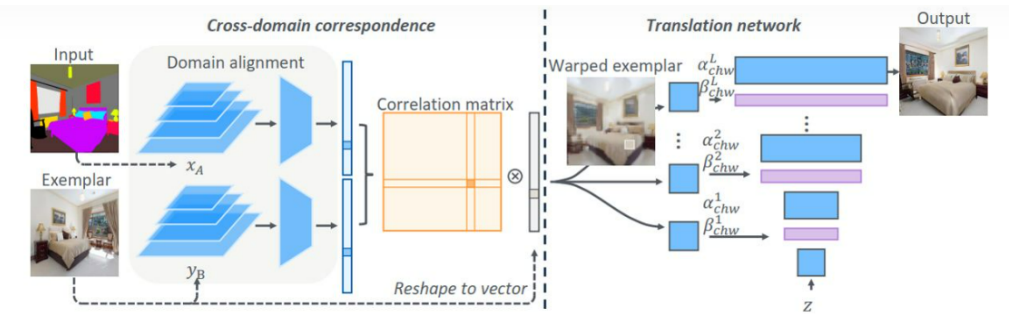 Cross-domain correspondence
Translation network
Output
Input
Domain alignment
Warped exemplar
α^L_chw
β^L_chw
Correlation matrix
x_A
⊗
α^2_chw
β^2_chw
Exemplar
α^1_chw
β^1_chw
y_B
Reshape to vector
z